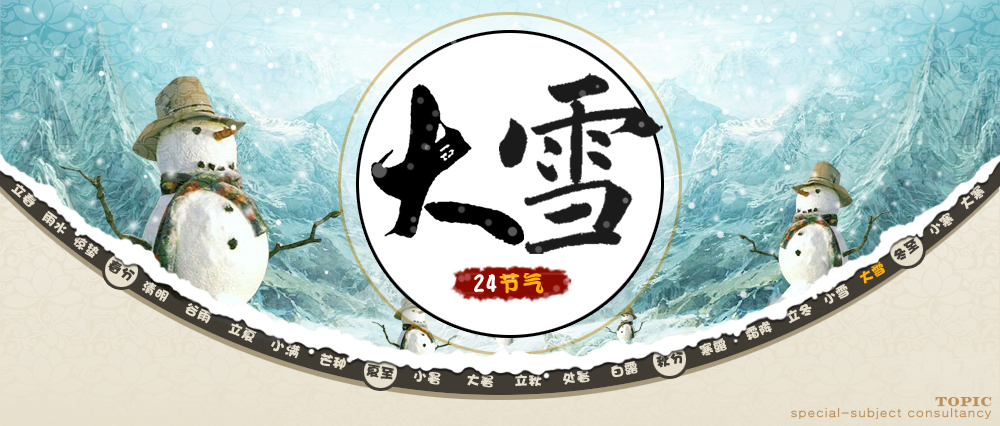 大雪
24节气
立春 雨水·惊蛰 春分 清明 谷雨 立夏 小满·芒种 夏至 小暑 大暑 立秋 处暑 白露 秋分 寒露·霜降 立冬 小雪 大雪 冬至 小寒 大寒
TOPIC
special-subject consultancy